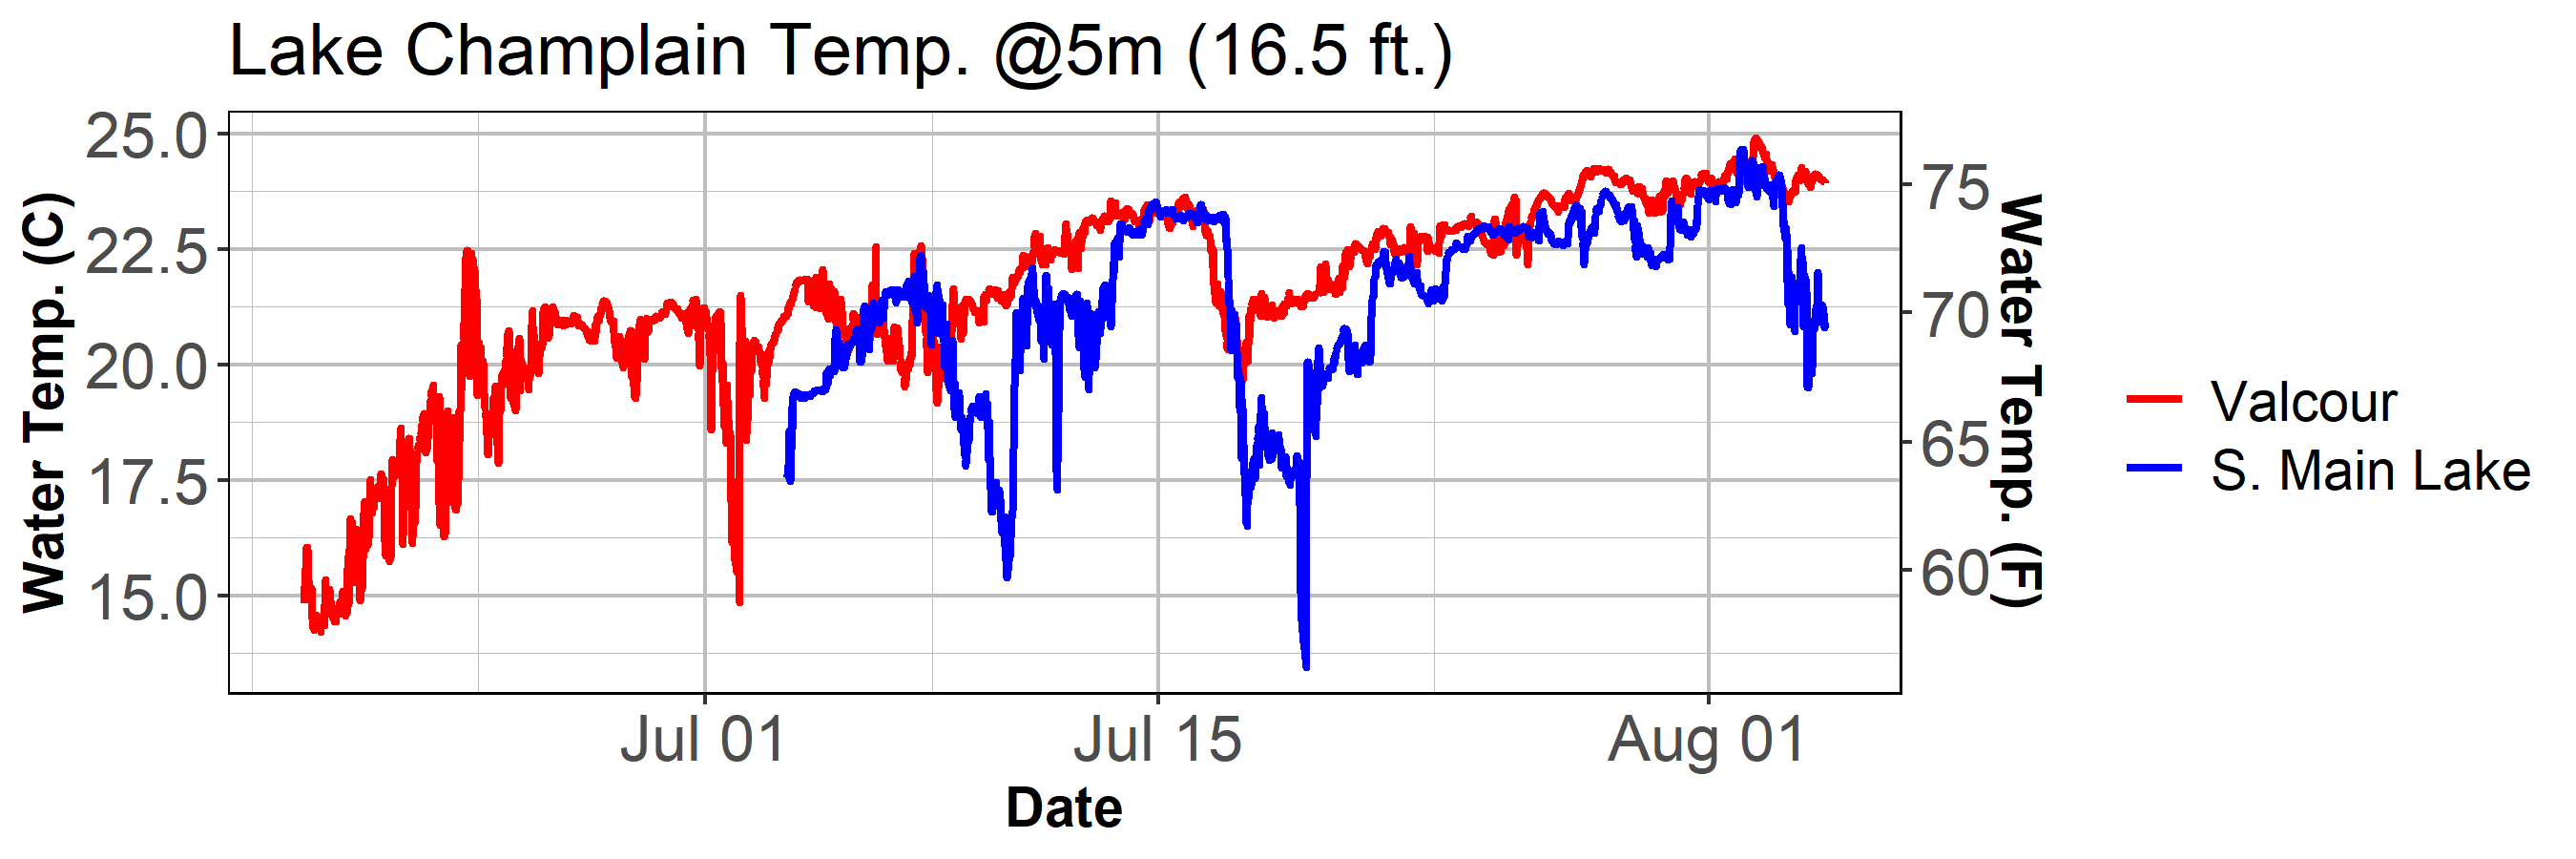 Lake Champlain Temp. @5m (16.5 ft.)
Water Temp. (C)
25.0
22.5
20.0
17.5
15.0
75
70
65
60
Water Temp. (F)
Jul 01
Jul 15
Aug 01
Date
Valcour
S. Main Lake